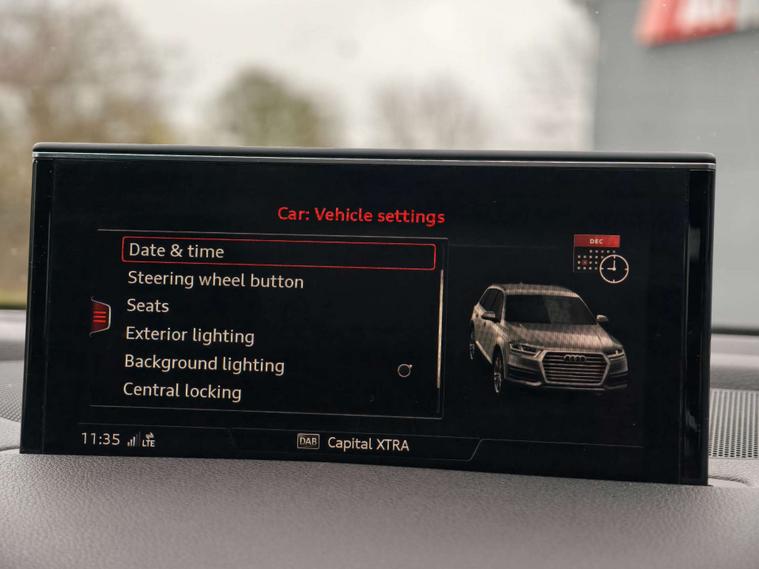 Car: Vehicle settings
Date & time
Steering wheel button
Seats
Exterior lighting
Background lighting
Central locking
DEC
11:35
LTE
DAB
Capital XTRA